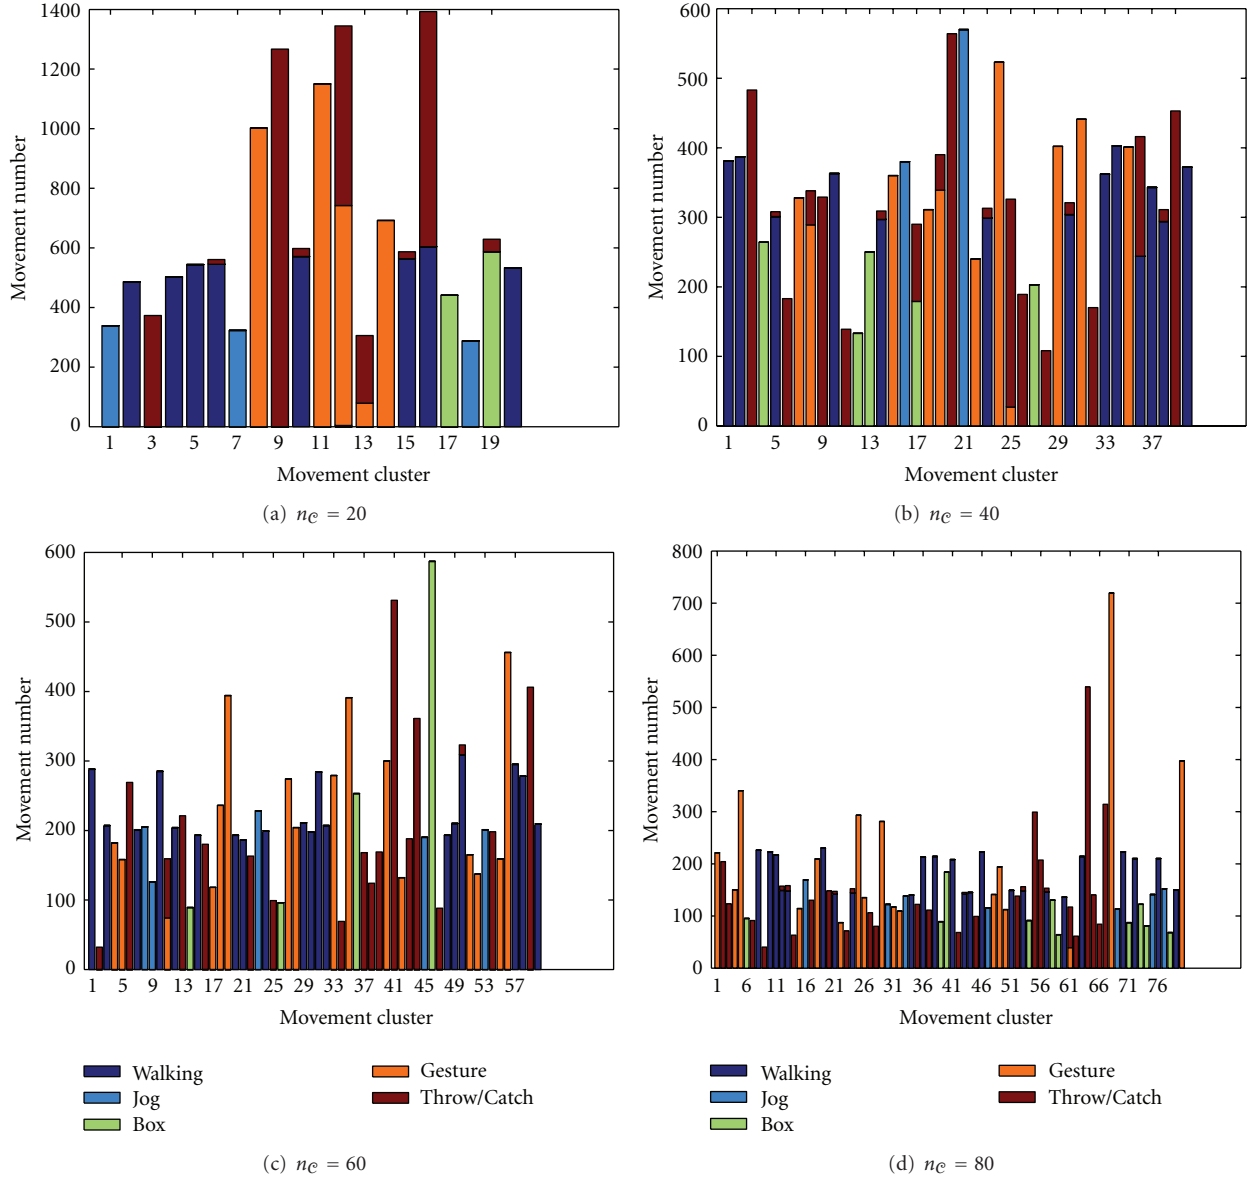 1400
1200
1000
800
600
400
200
0
Movement number
1 3 5 7 9 11 13 15 17 19
Movement cluster
(a) n𝒞 = 20
600
500
400
300
200
100
0
Movement number
1 5 9 13 17 21 25 29 33 37
Movement cluster
(b) n𝒞 = 40
600
500
400
300
200
100
0
Movement number
1 5 9 13 17 21 25 29 33 37 41 45 49 53 57
Movement cluster
Walking
Jog
Box
Gesture
Throw/Catch
(c) n𝒞 = 60
800
700
600
500
400
300
200
100
0
Movement number
1 6 11 16 21 26 31 36 41 46 51 56 61 66 71 76
Movement cluster
Walking
Jog
Box
Gesture
Throw/Catch
(d) n𝒞 = 80